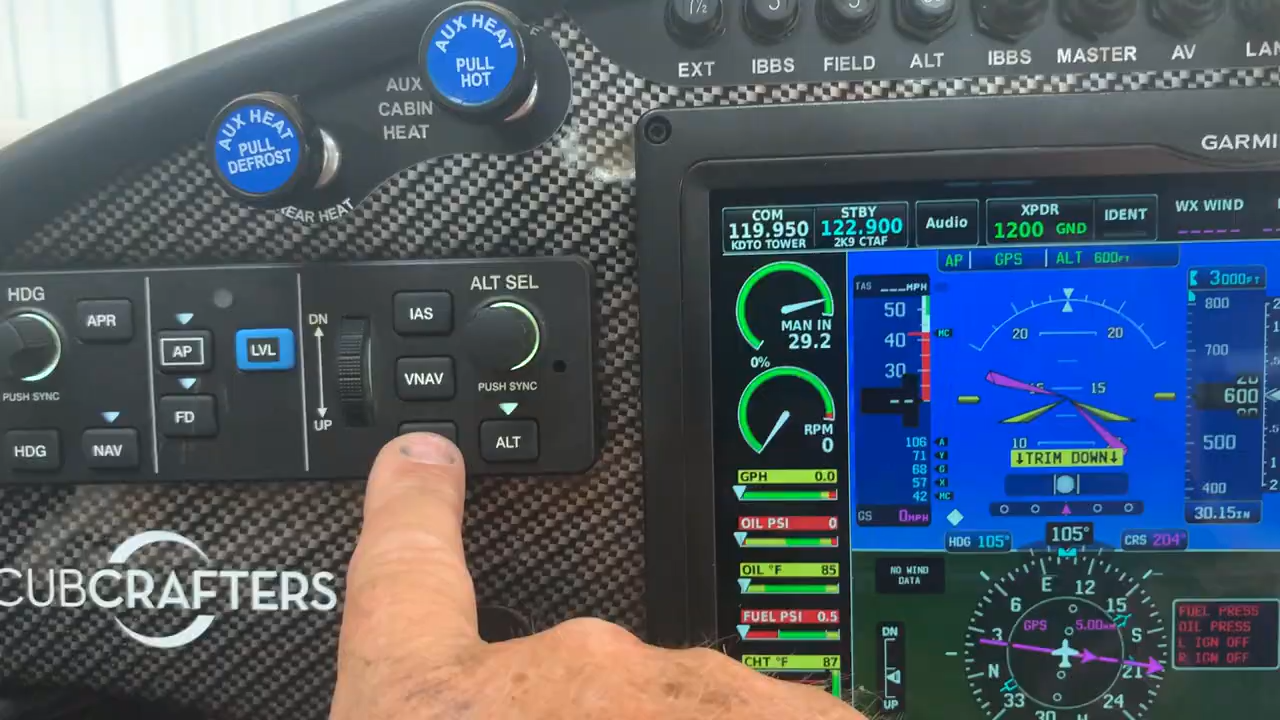 AUX HEAT
PULL
HOT
AUX
CABIN
HEAT
AUX HEAT
PULL
DEFROST
REAR HEAT
EXT
IBBS
FIELD
ALT
IBBS
MASTER
AV
GARMI
COM
119.950
KDTO TOWER
STBY
122.900
2K9 CTAF
Audio
XPDR
1200 GND
IDENT
WX WIND
AP
GPS
ALT 600FT
3000FT
HDG
PUSH SYNC
HDG
APR
NAV
AP
FD
LVL
DN
UP
IAS
VNAV
ALT SEL
PUSH SYNC
ALT
CUBCRAFTERS
MAN IN
29.2
0%
RPM
0
GPH 0.0
OIL PSI 0
OIL °F 85
FUEL PSI 0.5
CHT °F 87
TAS ---MPH
50
40
30
--
MC
106 A
71 Y
68 G
57 X
42 MC
GS 0MPH
20 20
15
10
↓TRIM DOWN↓
800
700
600
500
400
30.15IN
HDG 105°
105°
CRS 204°
NO WIND
DATA
DN
UP
E 12 15 S 21 24 30 33 N 3 6
GPS 5.00
FUEL PRESS
OIL PRESS
L IGN OFF
R IGN OFF